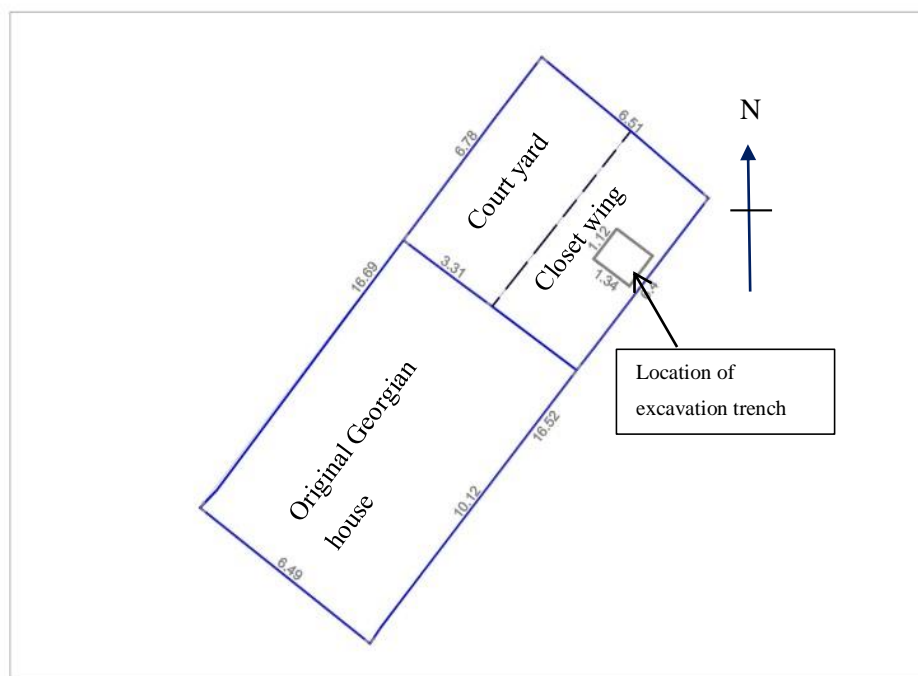 N
6.51
6.78
Court yard
Closet wing
1.12
1.34
3.31
16.69
Location of
excavation trench
Original Georgian
house
16.52
10.12
6.49